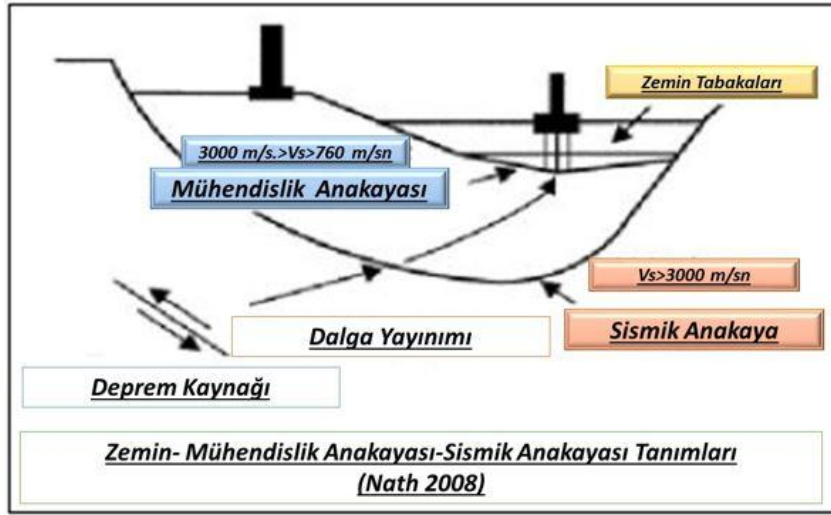 Zemin Tabakaları
3000 m/s.>Vs>760 m/sn
Mühendislik Anakayası
Vs>3000 m/sn
Sismik Anakaya
Dalga Yayınımı
Deprem Kaynağı
Zemin- Mühendislik Anakayası-Sismik Anakayası Tanımları
(Nath 2008)